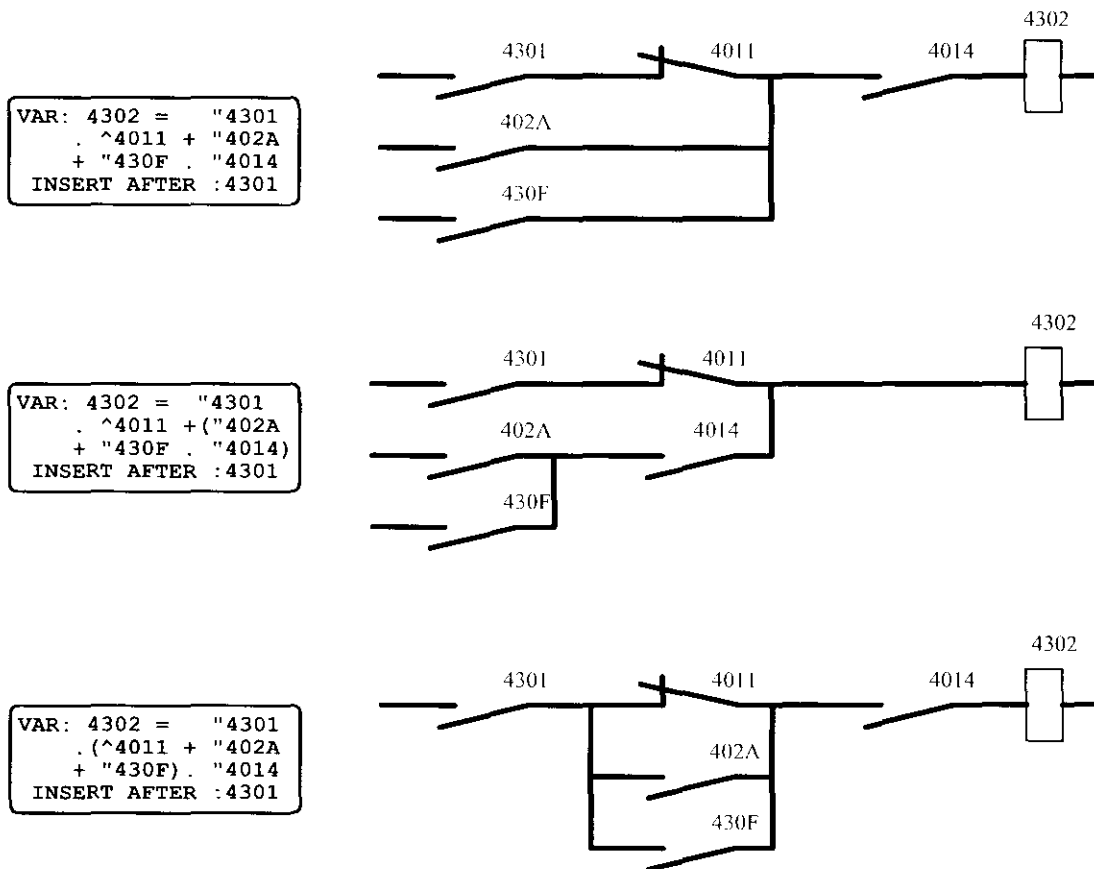 4302
4301 4011 4014
VAR: 4302 = "4301
. ^4011 + "402A
+ "430F . "4014
INSERT AFTER :4301
402A
430F
4302
4301 4011
VAR: 4302 = "4301
. ^4011 +("402A
+ "430F . "4014)
INSERT AFTER :4301
402A 4014
430F
4302
4301 4011 4014
VAR: 4302 = "4301
.(^4011 + "402A
+ "430F). "4014
INSERT AFTER :4301
402A
430F